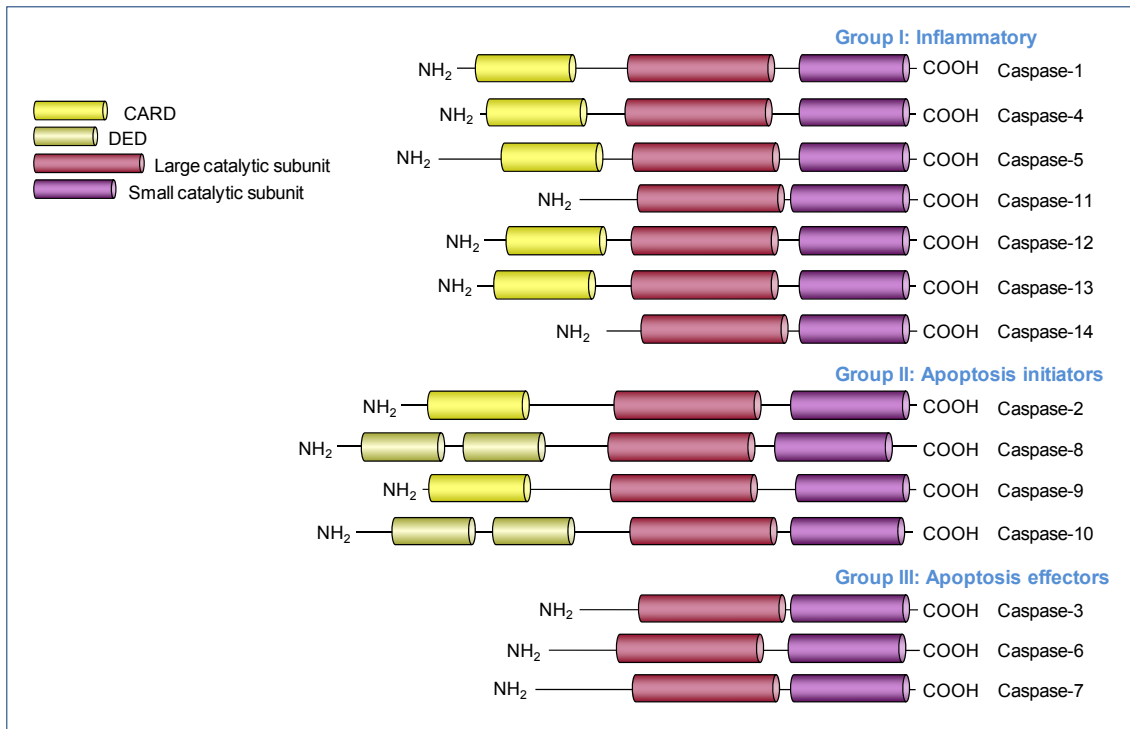 Group I: Inflammatory
NH2 COOH Caspase-1
CARD
NH2 COOH Caspase-4
DED
NH2 COOH Caspase-5
Large catalytic subunit
Small catalytic subunit
NH2 COOH Caspase-11
NH2 COOH Caspase-12
NH2 COOH Caspase-13
NH2 COOH Caspase-14
Group II: Apoptosis initiators
NH2 COOH Caspase-2
NH2 COOH Caspase-8
NH2 COOH Caspase-9
NH2 COOH Caspase-10
Group III: Apoptosis effectors
NH2 COOH Caspase-3
NH2 COOH Caspase-6
NH2 COOH Caspase-7